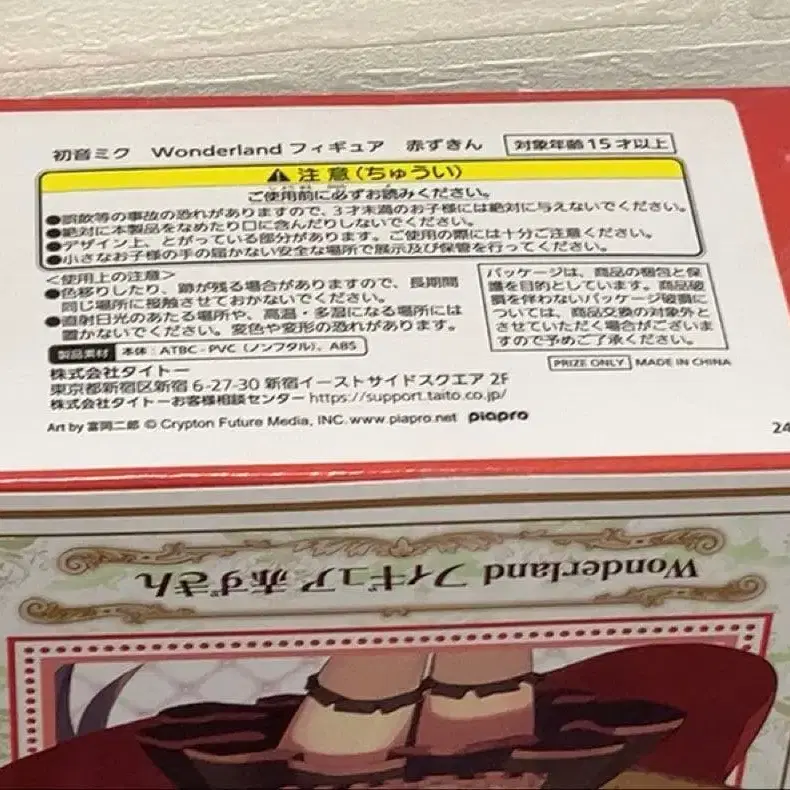 初音ミク Wonderland フィギュア 赤ずきん 対象年齢15才以上
注意(ちゅうい)
ご使用前に必ずお読みください。
●誤飲等の事故の恐れがありますので、3才未満のお子様には絶対に与えないでください。
●絶対に本製品をなめたり口に含んだりしないでください。
●デザイン上、とがっている部分があります。ご使用の際には十分ご注意ください。
●小さなお子様の手の届かない安全な場所で展示及び保管を行ってください。
<使用上の注意>
●色移りしたり、跡が残る場合がありますので、長期間
同じ場所に接触させておかないでください。
●直射日光のあたる場所や、高温・多湿になる場所には
置かないでください。変色や変形の恐れがあります。
パッケージは、商品の梱包と保
護を目的としています。商品破
損を伴わないパッケージ破損に
ついては、商品交換の対象外と
させていただく場合がございま
すので予めご了承ください。
製品素材 本体:ATBC-PVC(ノンフタル)、ABS
PRIZE ONLY MADE IN CHINA
株式会社タイトー
東京都新宿区新宿6-27-30 新宿イーストサイドスクエア 2F
株式会社タイトーお客様相談センター https://support.taito.co.jp/
Art by 富岡二郎 © Crypton Future Media, INC. www.piapro.net piapro
24
Wonderland フィギュア 赤ずきん